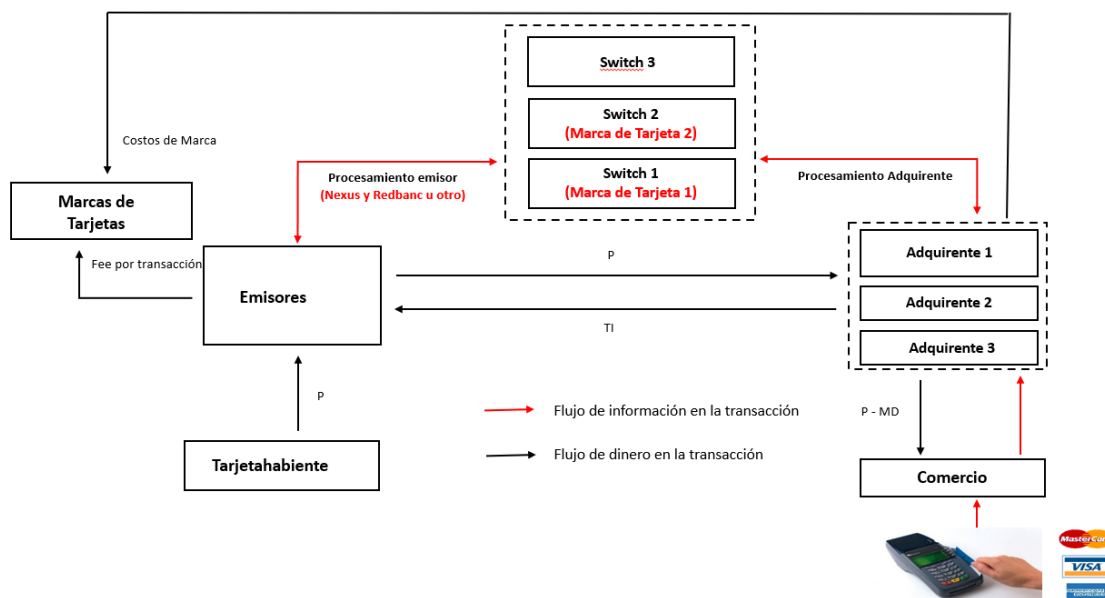 Switch 3
Switch 2
(Marca de Tarjeta 2)
Switch 1
(Marca de Tarjeta 1)
Costos de Marca
Procesamiento emisor
(Nexus y Redbanc u otro)
Procesamiento Adquirente
Marcas de
Tarjetas
Fee por transacción
Emisores
P
TI
Adquirente 1
Adquirente 2
Adquirente 3
P
P - MD
Flujo de información en la transacción
Flujo de dinero en la transacción
Tarjetahabiente
Comercio
MasterCar
VISA